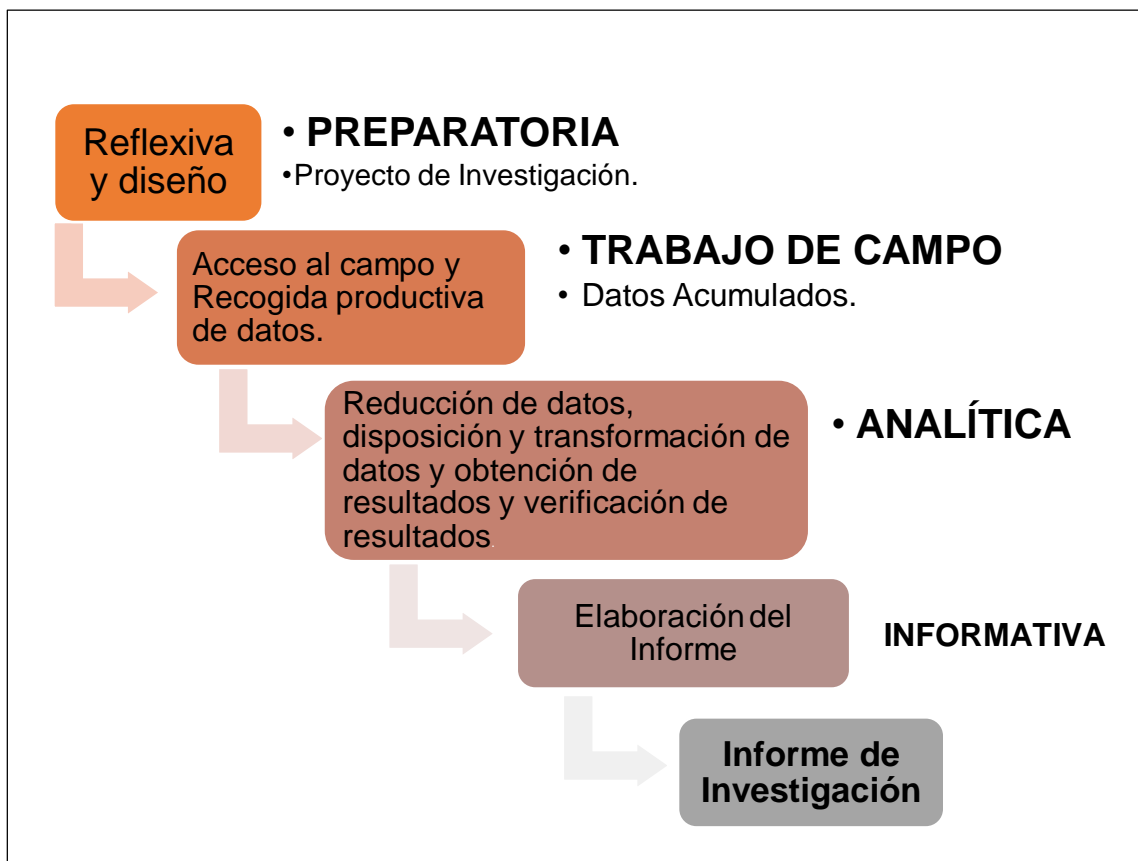 Reflexiva
y diseño
• PREPARATORIA
•Proyecto de Investigación.
Acceso al campo y
Recogida productiva
de datos.
• TRABAJO DE CAMPO
• Datos Acumulados.
Reducción de datos,
disposición y transformación de
datos y obtención de
resultados y verificación de
resultados.
• ANALÍTICA
Elaboración del
Informe
INFORMATIVA
Informe de
Investigación